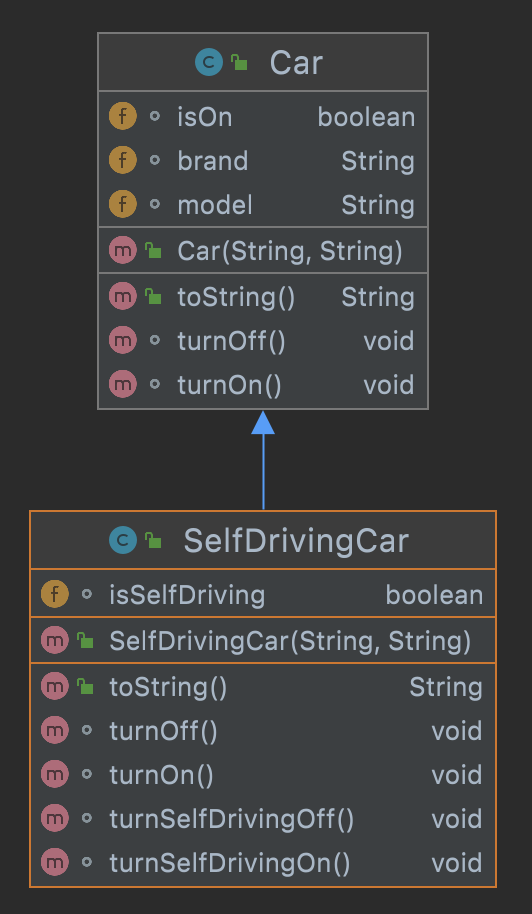 C Car
f isOn boolean
f brand String
f model String
m Car(String, String)
m toString() String
m turnOff() void
m turnOn() void
C SelfDrivingCar
f isSelfDriving boolean
m SelfDrivingCar(String, String)
m toString() String
m turnOff() void
m turnOn() void
m turnSelfDrivingOff() void
m turnSelfDrivingOn() void